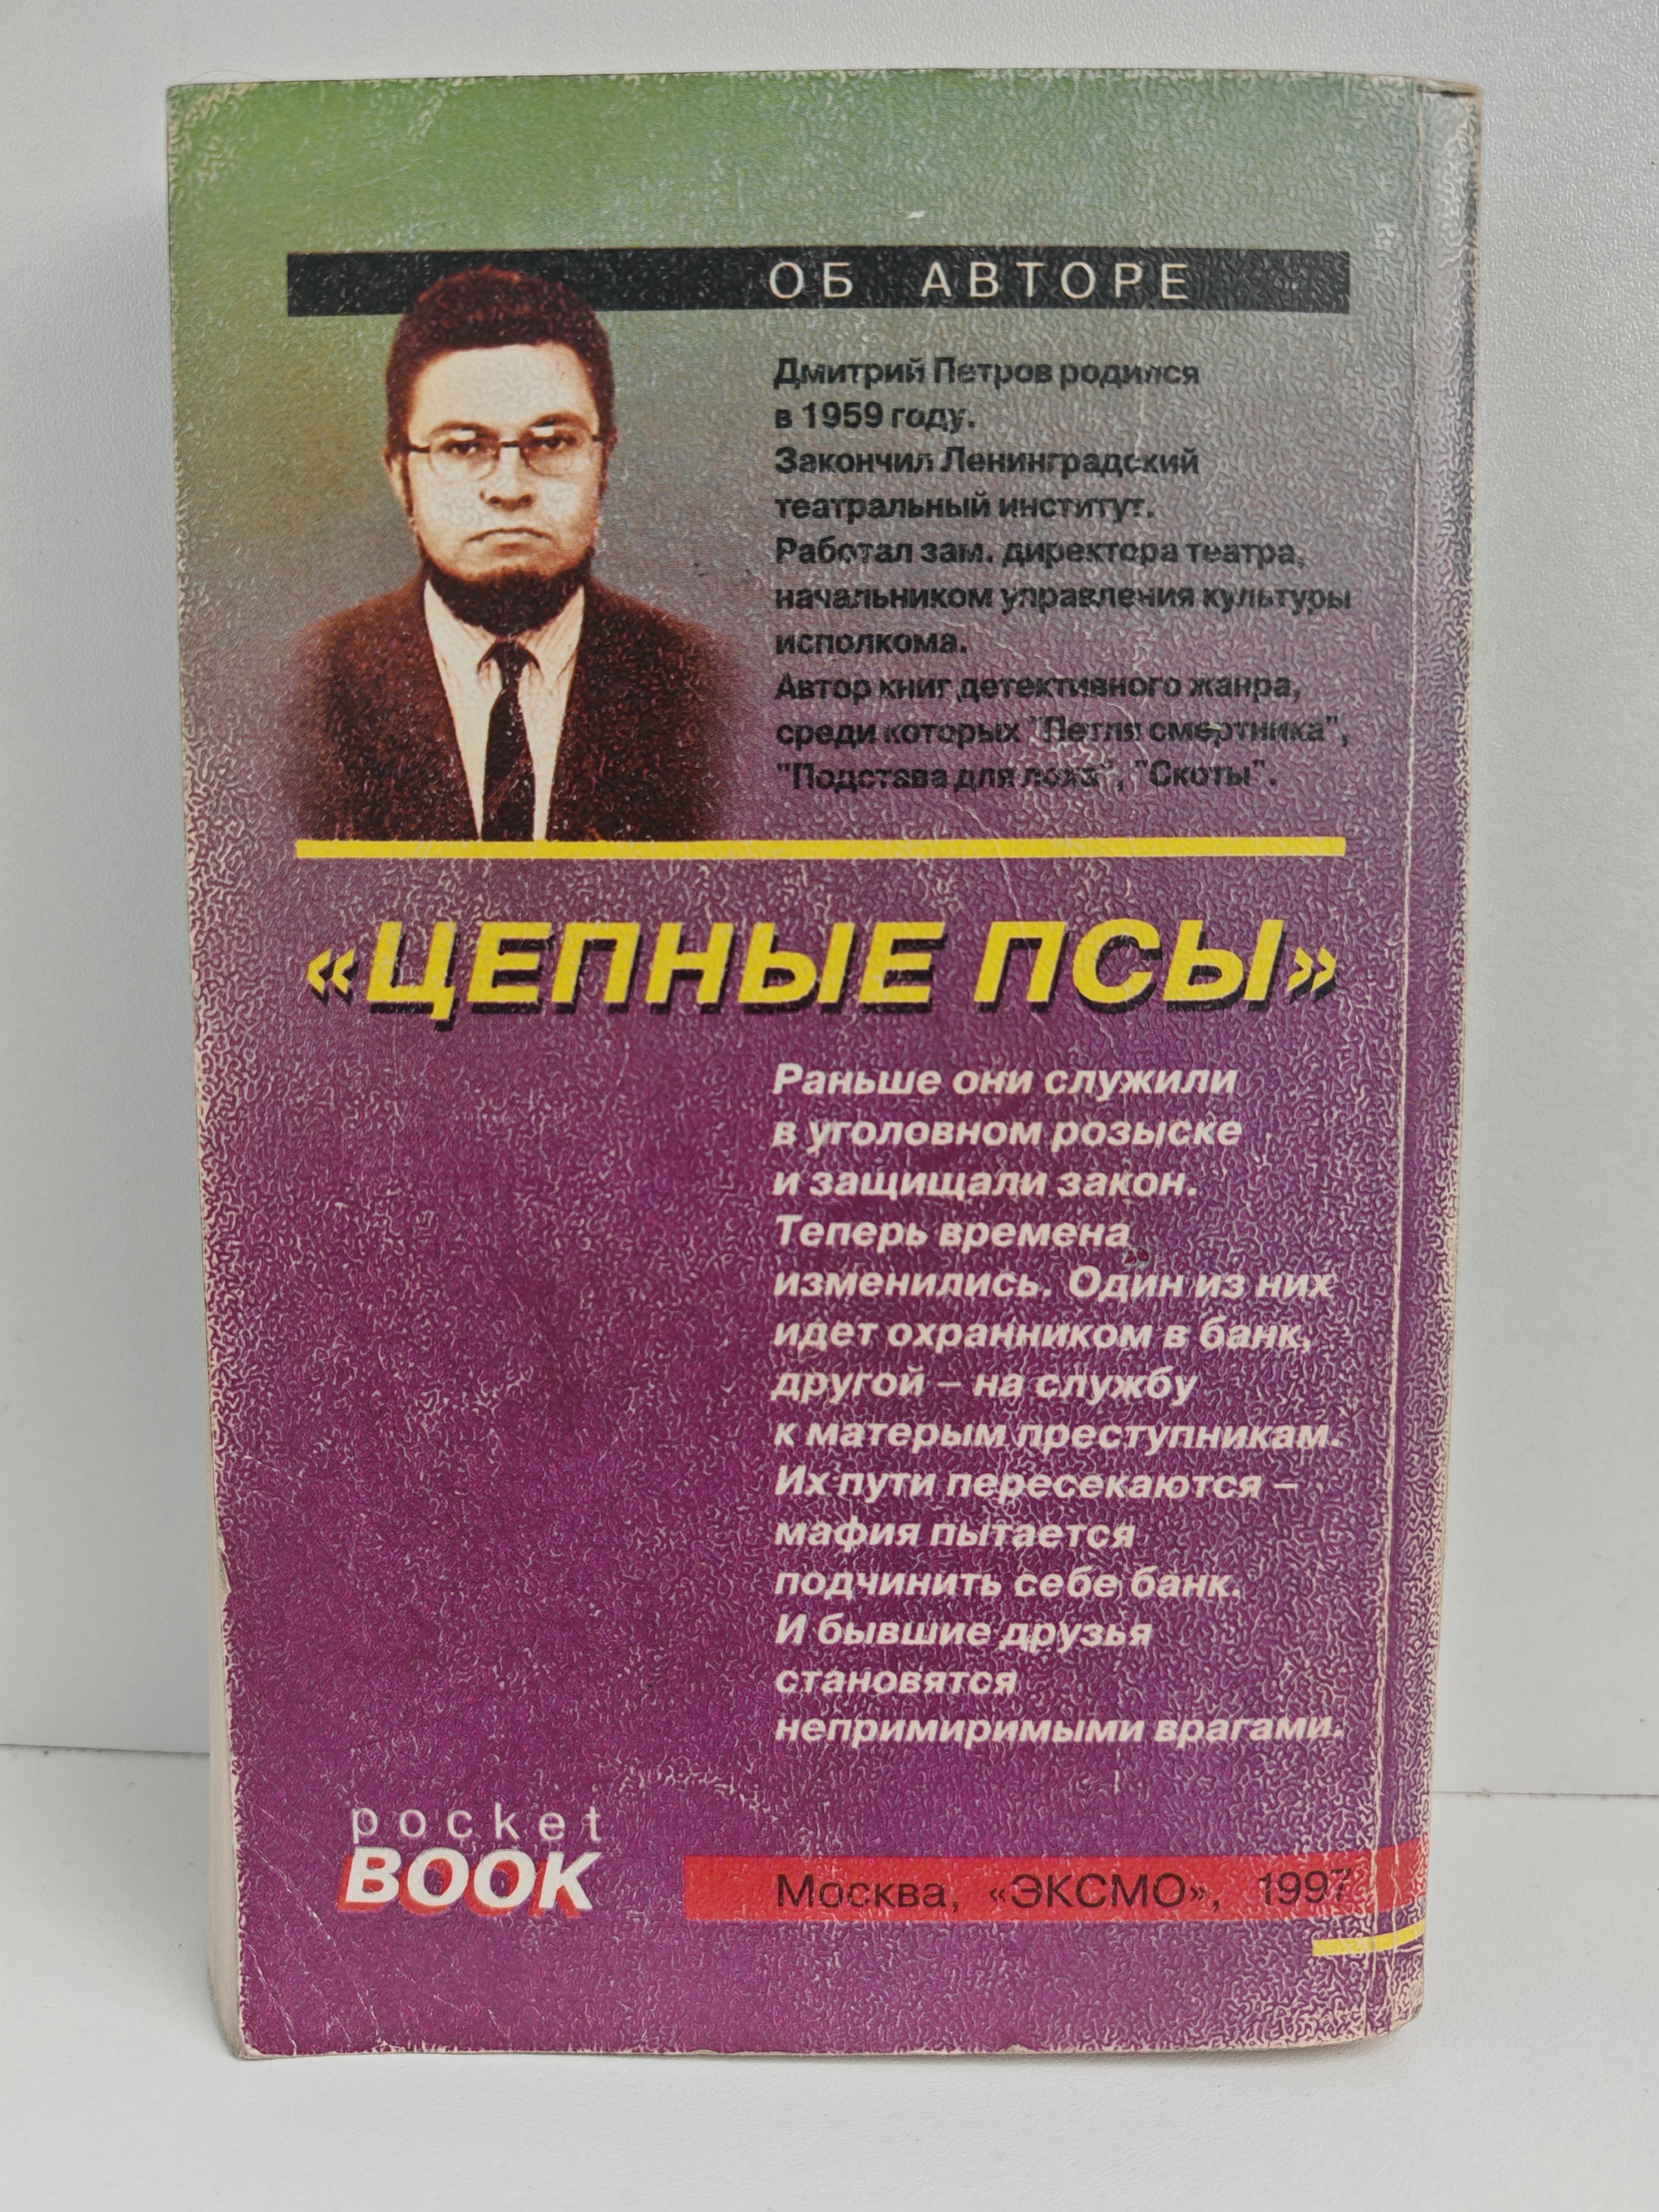 ОБ АВТОРЕ
Дмитрий Петров родился
в 1959 году.
Закончил Ленинградский
театральный институт.
Работал зам. директора театра,
начальником управления культуры
исполкома.
Автор книг детективного жанра,
среди которых "Петля смертника",
"Подстава для лоха", "Скоты".
«ЦЕПНЫЕ ПСЫ»
Раньше они служили
в уголовном розыске
и защищали закон.
Теперь времена
изменились. Один из них
идет охранником в банк,
другой – на службу
к матерым преступникам.
Их пути пересекаются –
мафия пытается
подчинить себе банк.
И бывшие друзья
становятся
непримиримыми врагами.
pocket
BOOK
Москва, «ЭКСМО», 1997